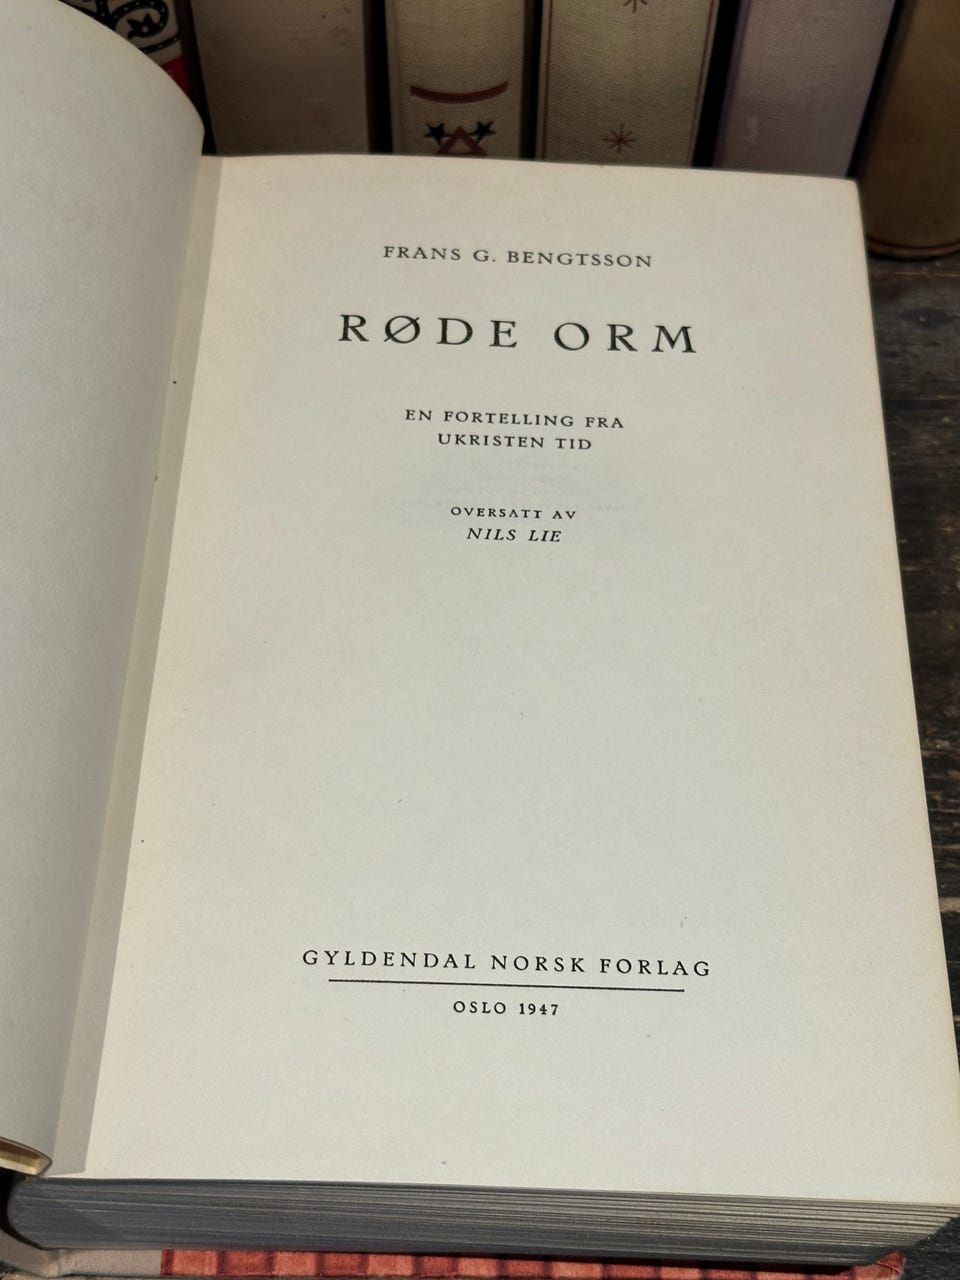 FRANS G. BENGTSSON
RØDE ORM
EN FORTELLING FRA
UKRISTEN TID
OVERSATT AV
NILS LIE
GYLDENDAL NORSK FORLAG
OSLO 1947